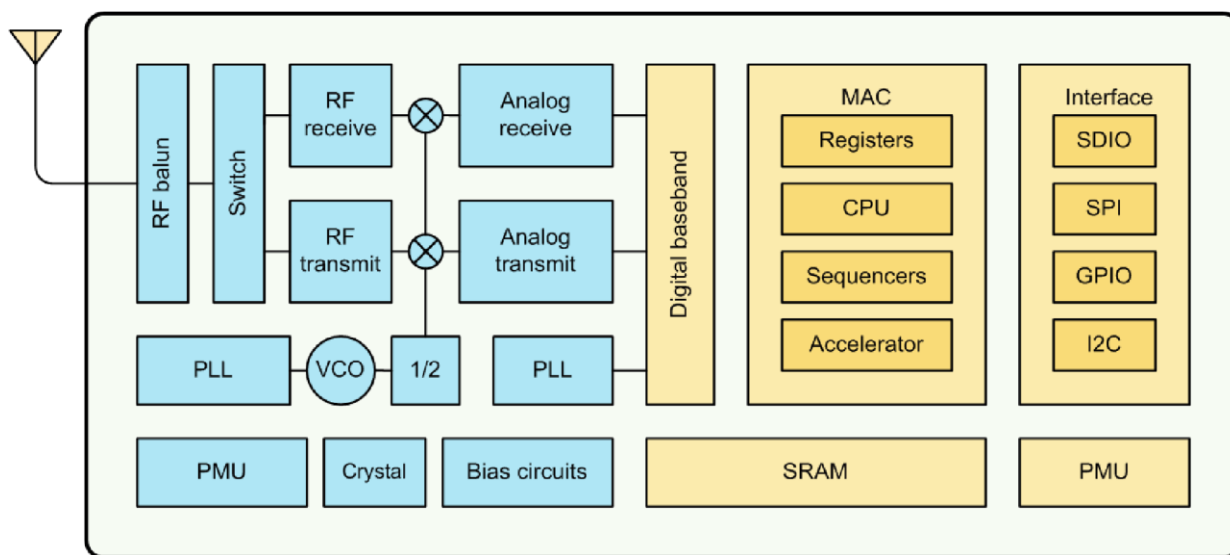 RF balun
Switch
RF
receive
Analog
receive
RF
transmit
Analog
transmit
PLL
VCO
1/2
PLL
Digital baseband
MAC
Registers
CPU
Sequencers
Accelerator
Interface
SDIO
SPI
GPIO
I2C
PMU
Crystal
Bias circuits
SRAM
PMU